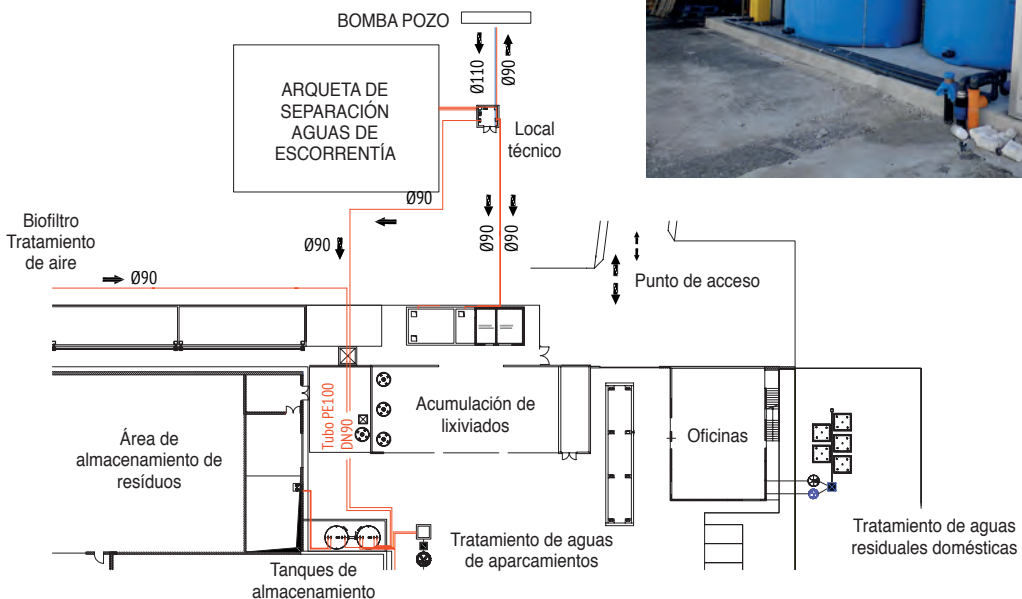 BOMBA POZO
Ø110
Ø90
ARQUETA DE
SEPARACIÓN
AGUAS DE
ESCORRENTÍA
Local
técnico
Ø90
Biofiltro
Tratamiento
de aire
Ø90
Ø90
Ø90
Ø90
Punto de acceso
Tubo PE100
DN90
Acumulación de
lixiviados
Área de
almacenamiento de
resíduos
Oficinas
Tratamiento de aguas
de aparcamientos
Tratamiento de aguas
residuales domésticas
Tanques de
almacenamiento